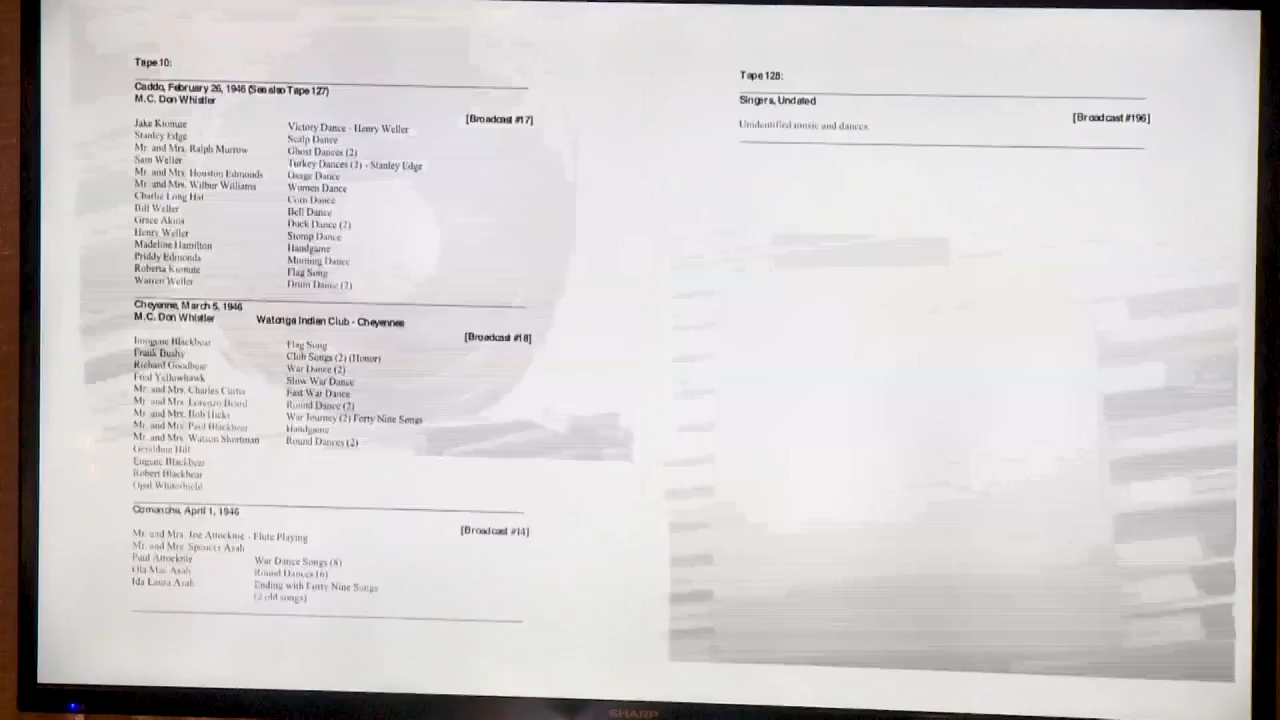 Tape 10:
Caddo, February 26, 1946 (See also Tape 127)
M.C. Don Whistler
[Broadcast #17]
Jake Kionute
Stanley Edge
Mr. and Mrs. Ralph Murrow
Sam Weller
Mr. and Mrs. Houston Edmonds
Mr. and Mrs. Wilbur Williams
Charlie Long Hat
Bill Weller
Grace Akins
Henry Weller
Madeline Hamilton
Priddy Edmonds
Roberta Kionute
Warren Weller
Victory Dance - Henry Weller
Scalp Dance
Ghost Dances (2)
Turkey Dances (2) - Stanley Edge
Osage Dance
Women Dance
Corn Dance
Bell Dance
Duck Dance (2)
Stomp Dance
Handgame
Morning Dance
Flag Song
Drum Dance (2)
Cheyenne, March 5, 1946
M.C. Don Whistler
Watonga Indian Club - Cheyennes
[Broadcast #18]
Imogene Blackbear
Frank Bushy
Richard Goodbear
Fred Yellowhawk
Mr. and Mrs. Charles Curtis
Mr. and Mrs. Lorenzo Beard
Mr. and Mrs. Bob Hicks
Mr. and Mrs. Paul Blackbear
Mr. and Mrs. Watson Shortman
Geraldine Hill
Eugene Blackbear
Robert Blackbear
Opal Whiteshield
Flag Song
Club Songs (2) (Honor)
War Dance (2)
Slow War Dance
Fast War Dance
Round Dance (2)
War Journey (2) Forty Nine Songs
Handgame
Round Dances (2)
Comanche, April 1, 1946
[Broadcast #14]
Mr. and Mrs. Joe Attocknie - Flute Playing
Mr. and Mrs. Spencer Asah
Paul Attocknie
Ola Mae Asah
Ida Laura Asah
War Dance Songs (8)
Round Dances (6)
Ending with Forty Nine Songs
(2 old songs)
Tape 128:
Singers, Undated
[Broadcast #196]
Unidentified music and dances.
SHARP